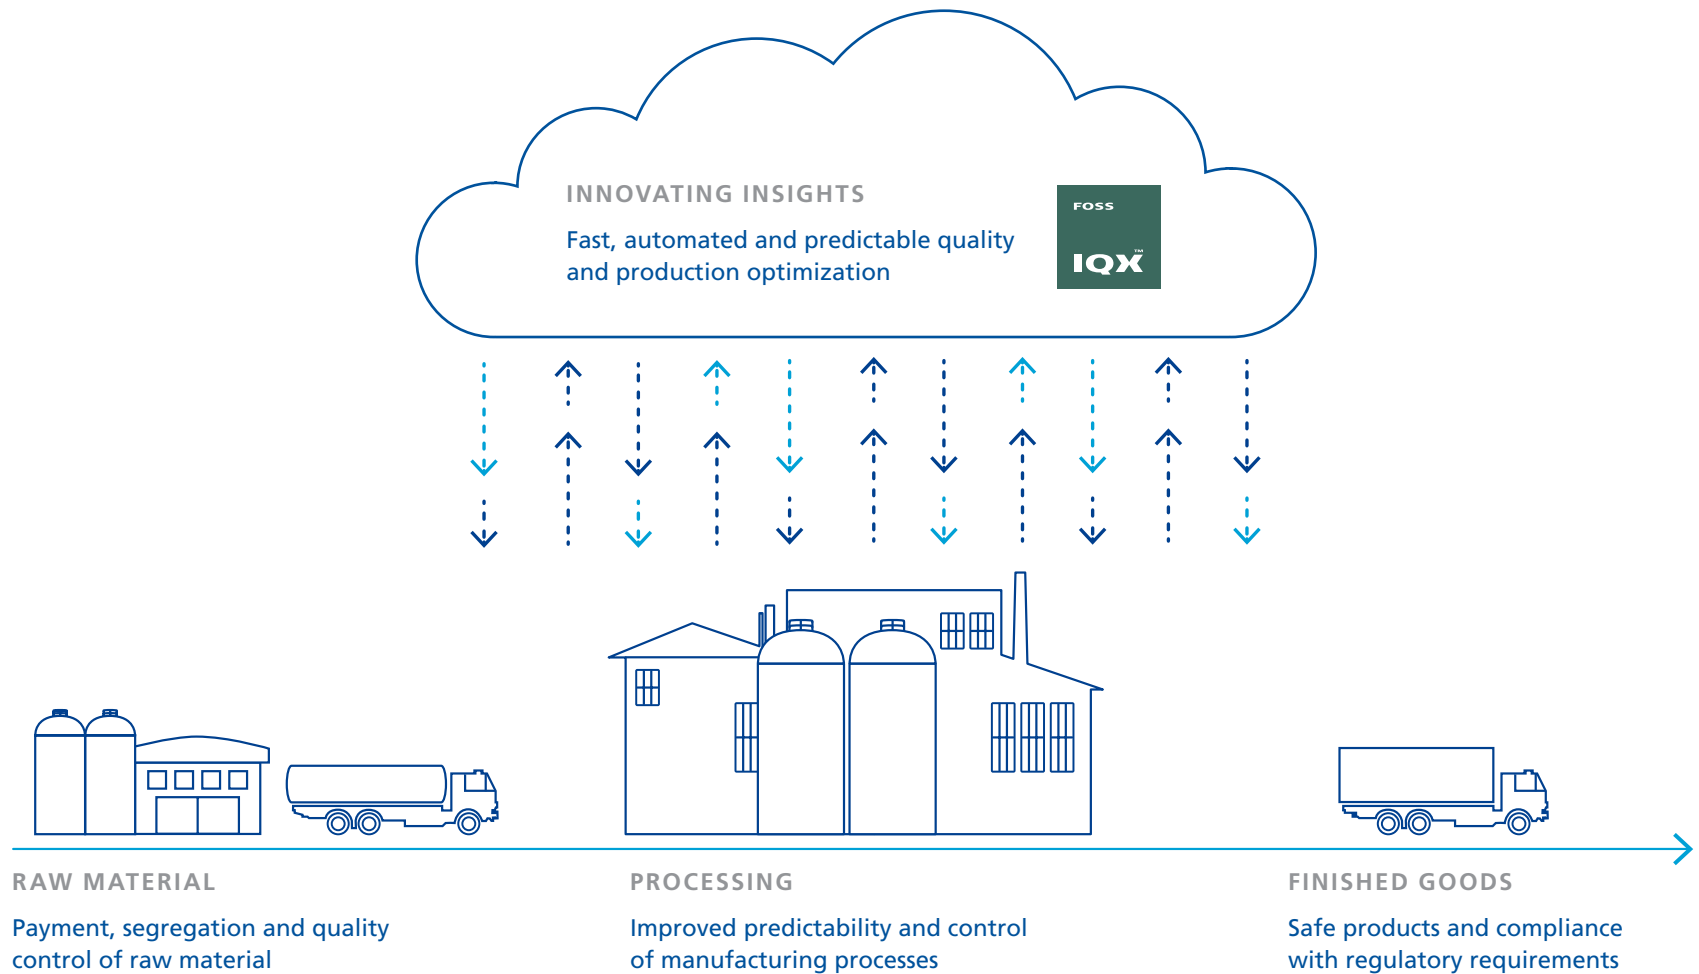 INNOVATING INSIGHTS
Fast, automated and predictable quality
and production optimization
FOSS
IQX™
RAW MATERIAL
Payment, segregation and quality
control of raw material
PROCESSING
Improved predictability and control
of manufacturing processes
FINISHED GOODS
Safe products and compliance
with regulatory requirements